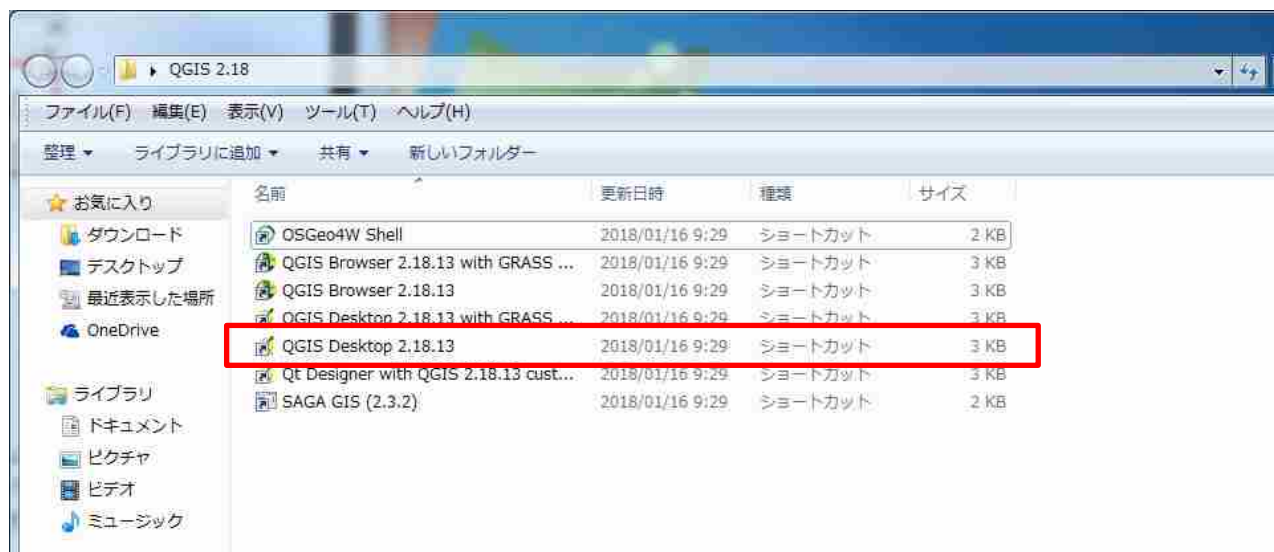 QGIS 2.18
ファイル(F) 編集(E) 表示(V) ツール(T) ヘルプ(H)
整理 ライブラリに追加 共有 新しいフォルダー
お気に入り
ダウンロード
デスクトップ
最近表示した場所
OneDrive
ライブラリ
ドキュメント
ピクチャ
ビデオ
ミュージック
名前 更新日時 種類 サイズ
OSGeo4W Shell 2018/01/16 9:29 ショートカット 2 KB
QGIS Browser 2.18.13 with GRASS ... 2018/01/16 9:29 ショートカット 3 KB
QGIS Browser 2.18.13 2018/01/16 9:29 ショートカット 3 KB
QGIS Desktop 2.18.13 with GRASS ... 2018/01/16 9:29 ショートカット 3 KB
QGIS Desktop 2.18.13 2018/01/16 9:29 ショートカット 3 KB
Qt Designer with QGIS 2.18.13 cust... 2018/01/16 9:29 ショートカット 3 KB
SAGA GIS (2.3.2) 2018/01/16 9:29 ショートカット 2 KB